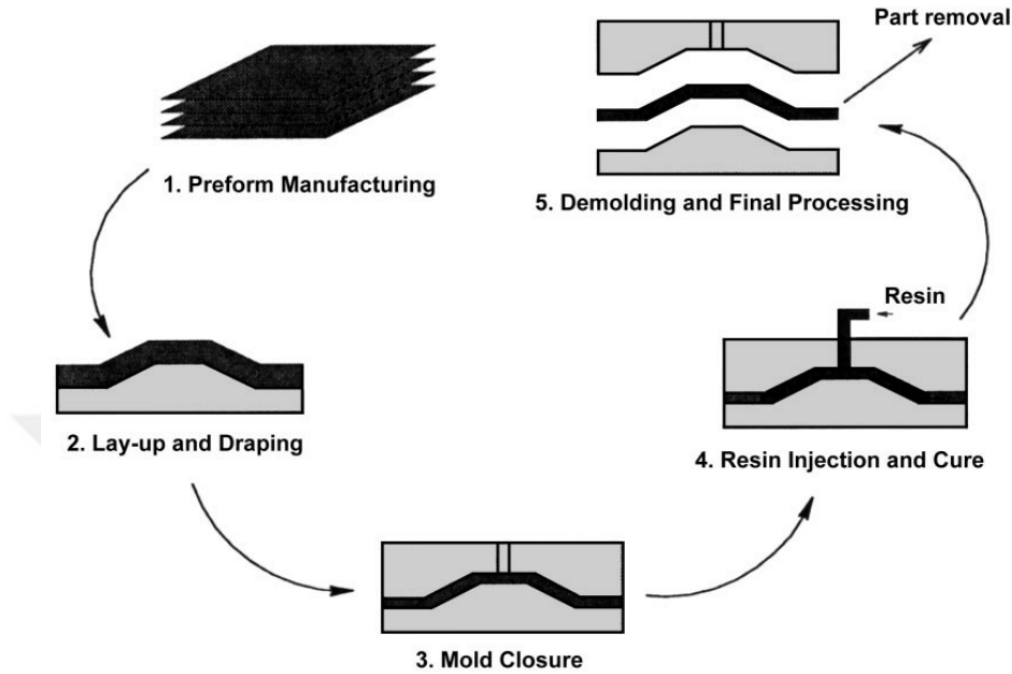 Part removal
1. Preform Manufacturing
5. Demolding and Final Processing
Resin
2. Lay-up and Draping
4. Resin Injection and Cure
3. Mold Closure